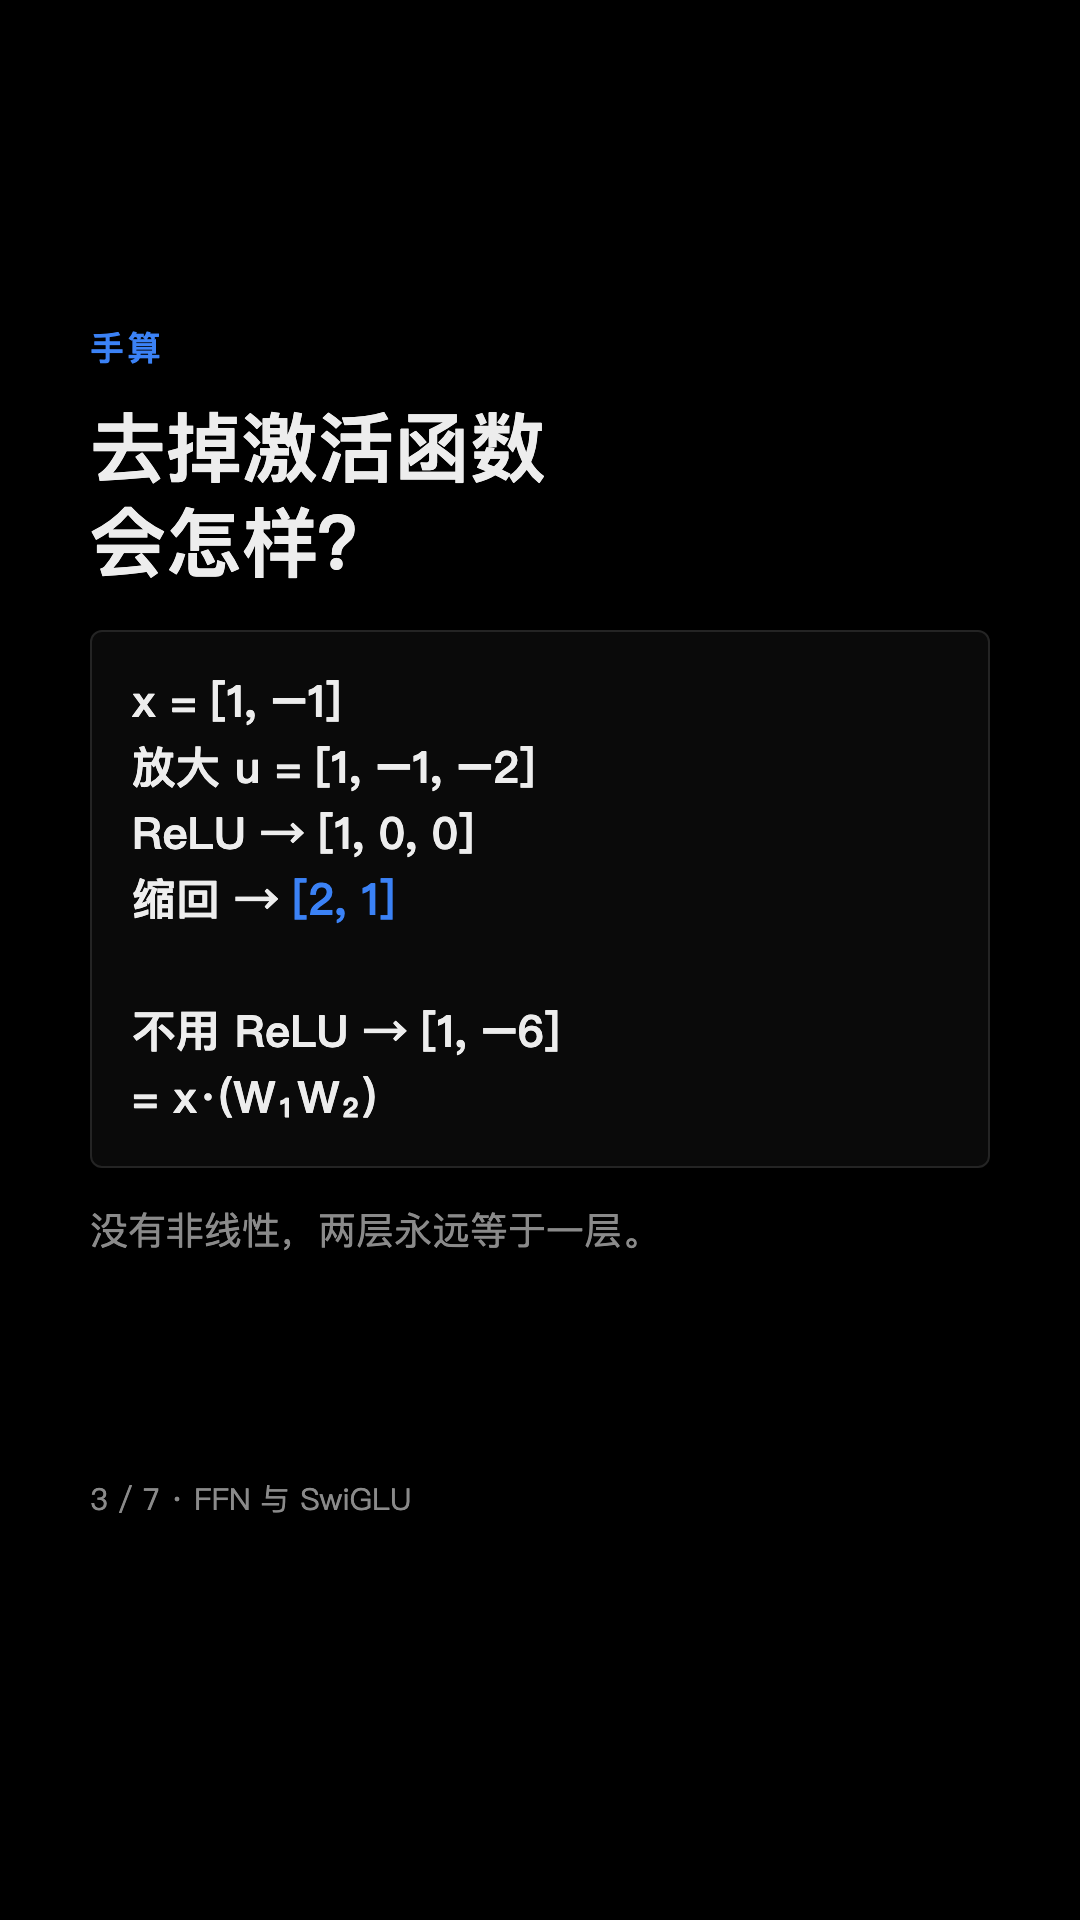 手算
去掉激活函数
会怎样?
x = [1, −1]
放大 u = [1, −1, −2]
ReLU → [1, 0, 0]
缩回 → [2, 1]
不用 ReLU → [1, −6]
= x·(W₁W₂)
没有非线性，两层永远等于一层。
3 / 7 · FFN 与 SwiGLU